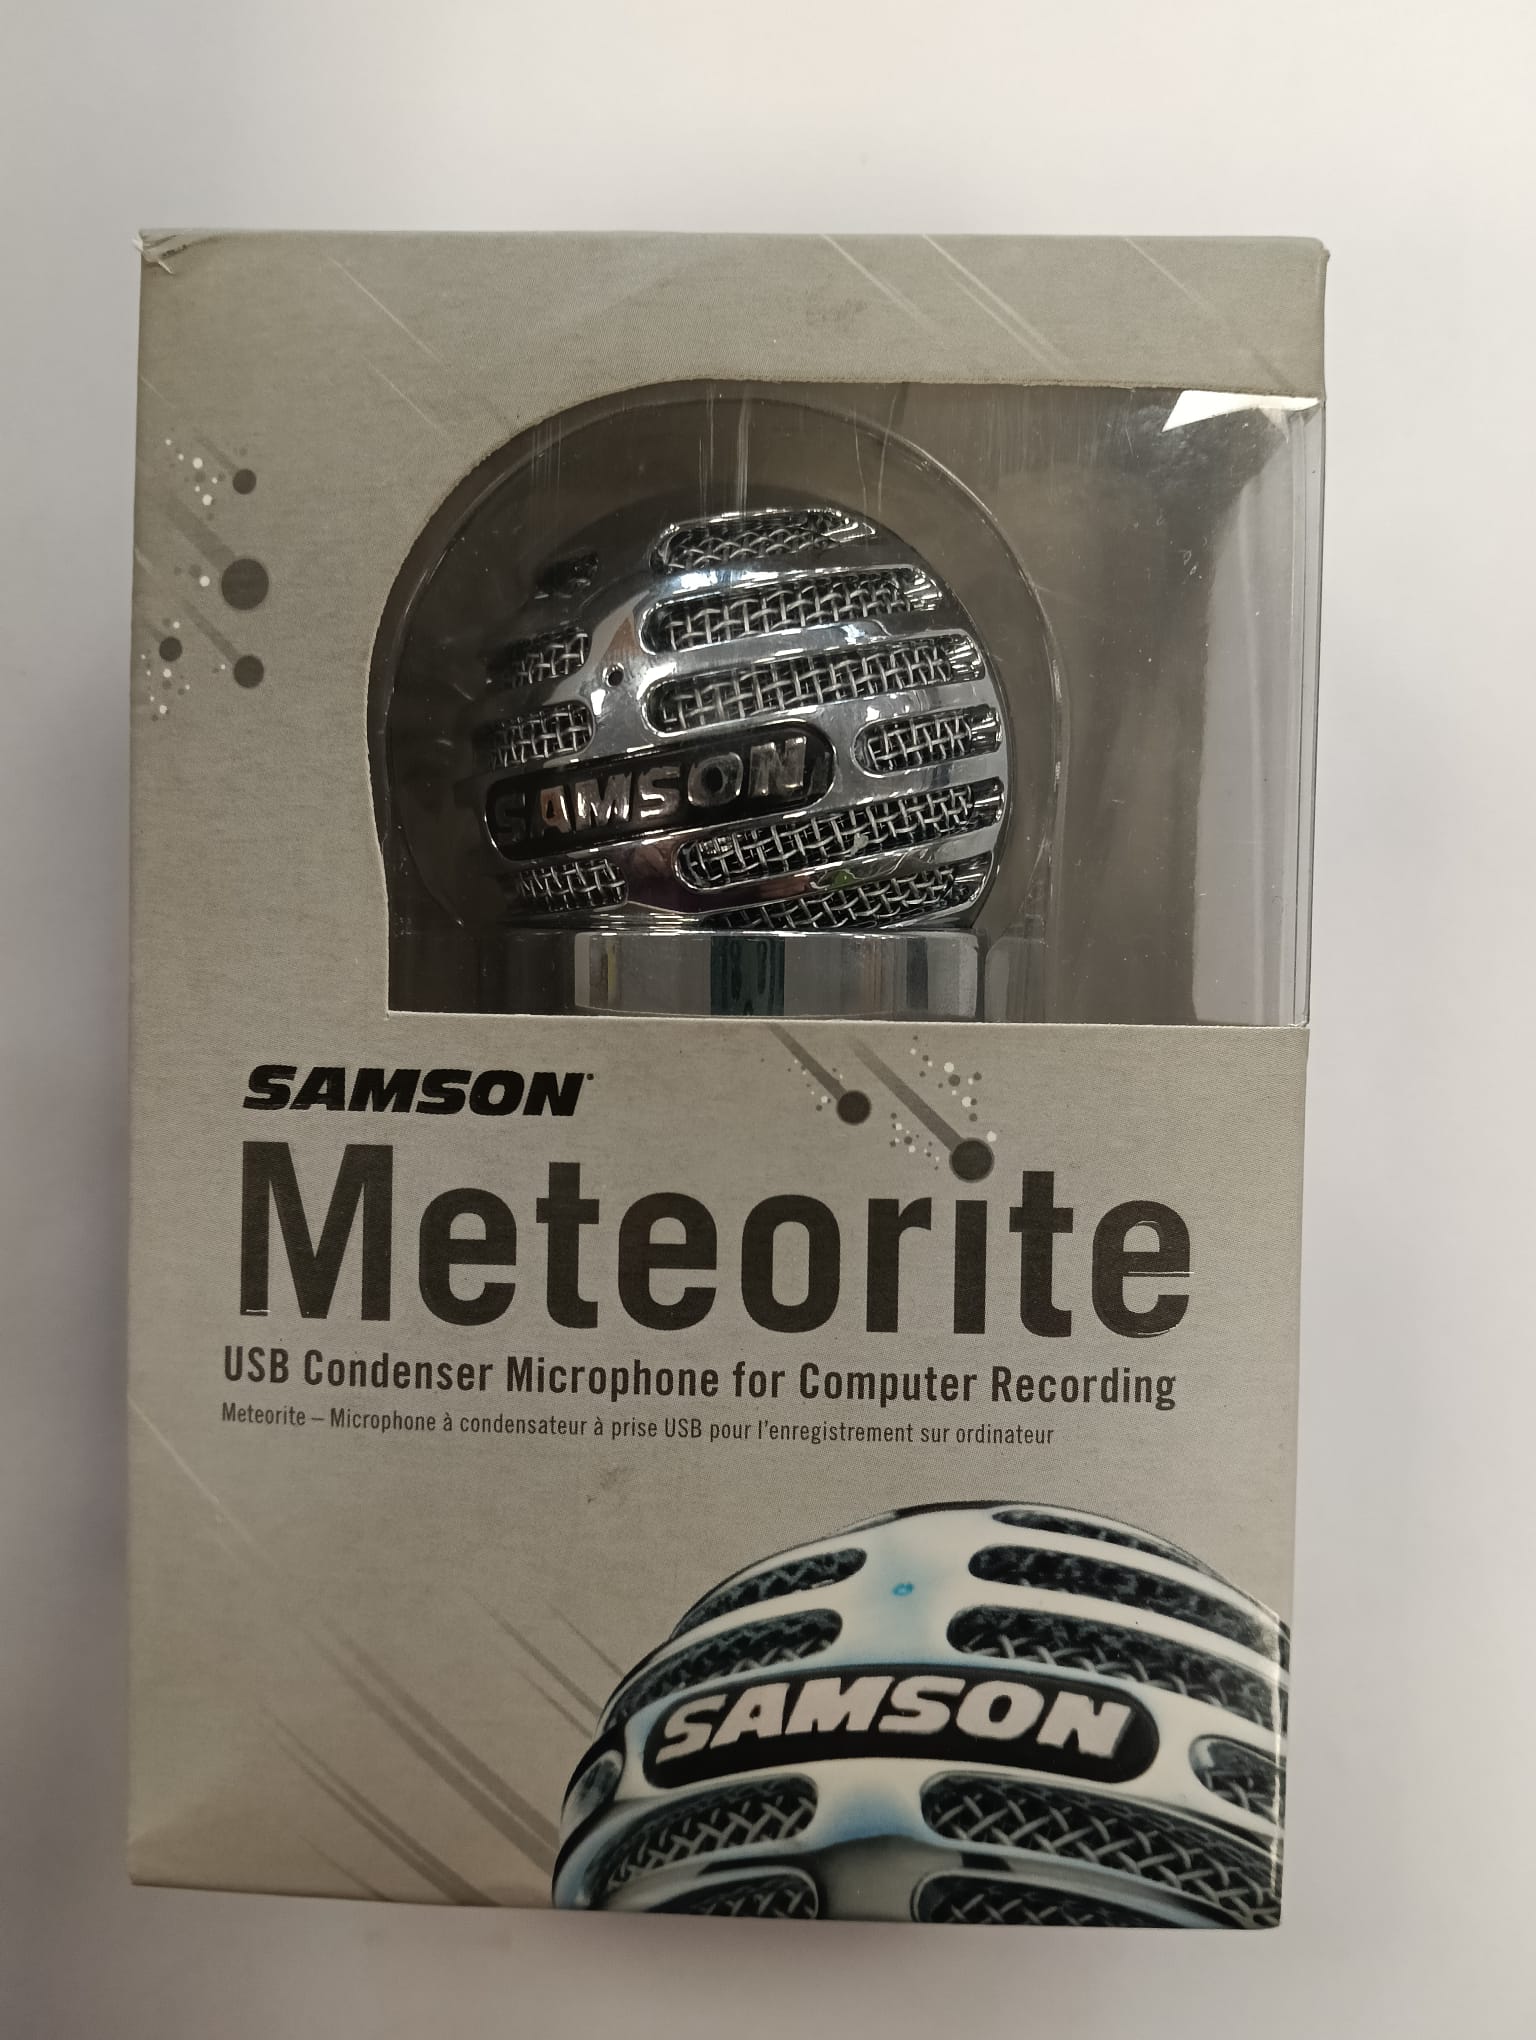 SAMSON
SAMSON
Meteorite
USB Condenser Microphone for Computer Recording
Meteorite – Microphone à condensateur à prise USB pour l'enregistrement sur ordinateur
SAMSON